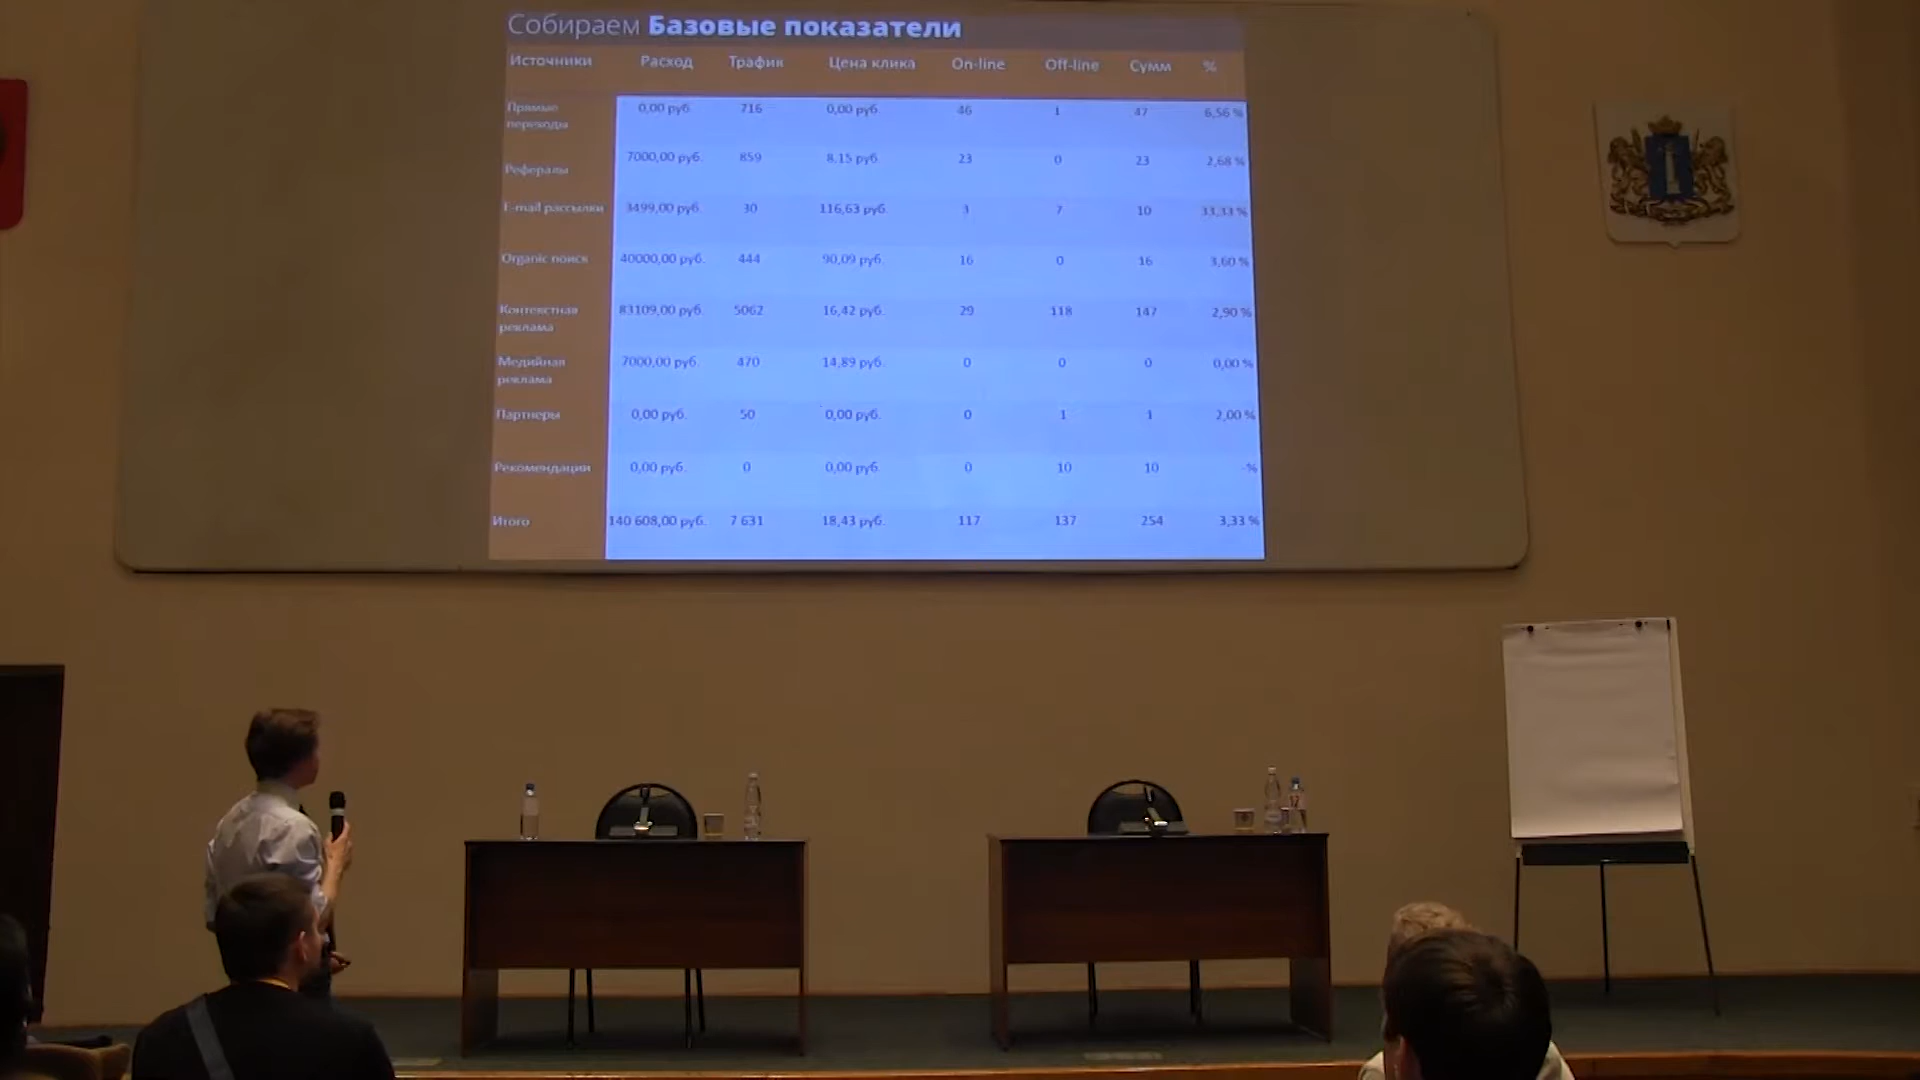 Собираем Базовые показатели
Источники Расход Трафик Цена клика On-line Off-line Сумм %
Прямые переходы 0,00 руб. 716 0,00 руб. 46 1 47 6,56 %
Рефералы 7000,00 руб. 859 8,15 руб. 23 0 23 2,68 %
E-mail рассылки 3499,00 руб. 30 116,63 руб. 3 7 10 33,33 %
Organic поиск 40000,00 руб. 444 90,09 руб. 16 0 16 3,60 %
Контекстная реклама 83109,00 руб. 5062 16,42 руб. 29 118 147 2,90 %
Медийная реклама 7000,00 руб. 470 14,89 руб. 0 0 0 0,00 %
Партнеры 0,00 руб. 50 0,00 руб. 0 1 1 2,00 %
Рекомендации 0,00 руб. 0 0,00 руб. 0 10 10 -%
Итого 140 608,00 руб. 7 631 18,43 руб. 117 137 254 3,33 %